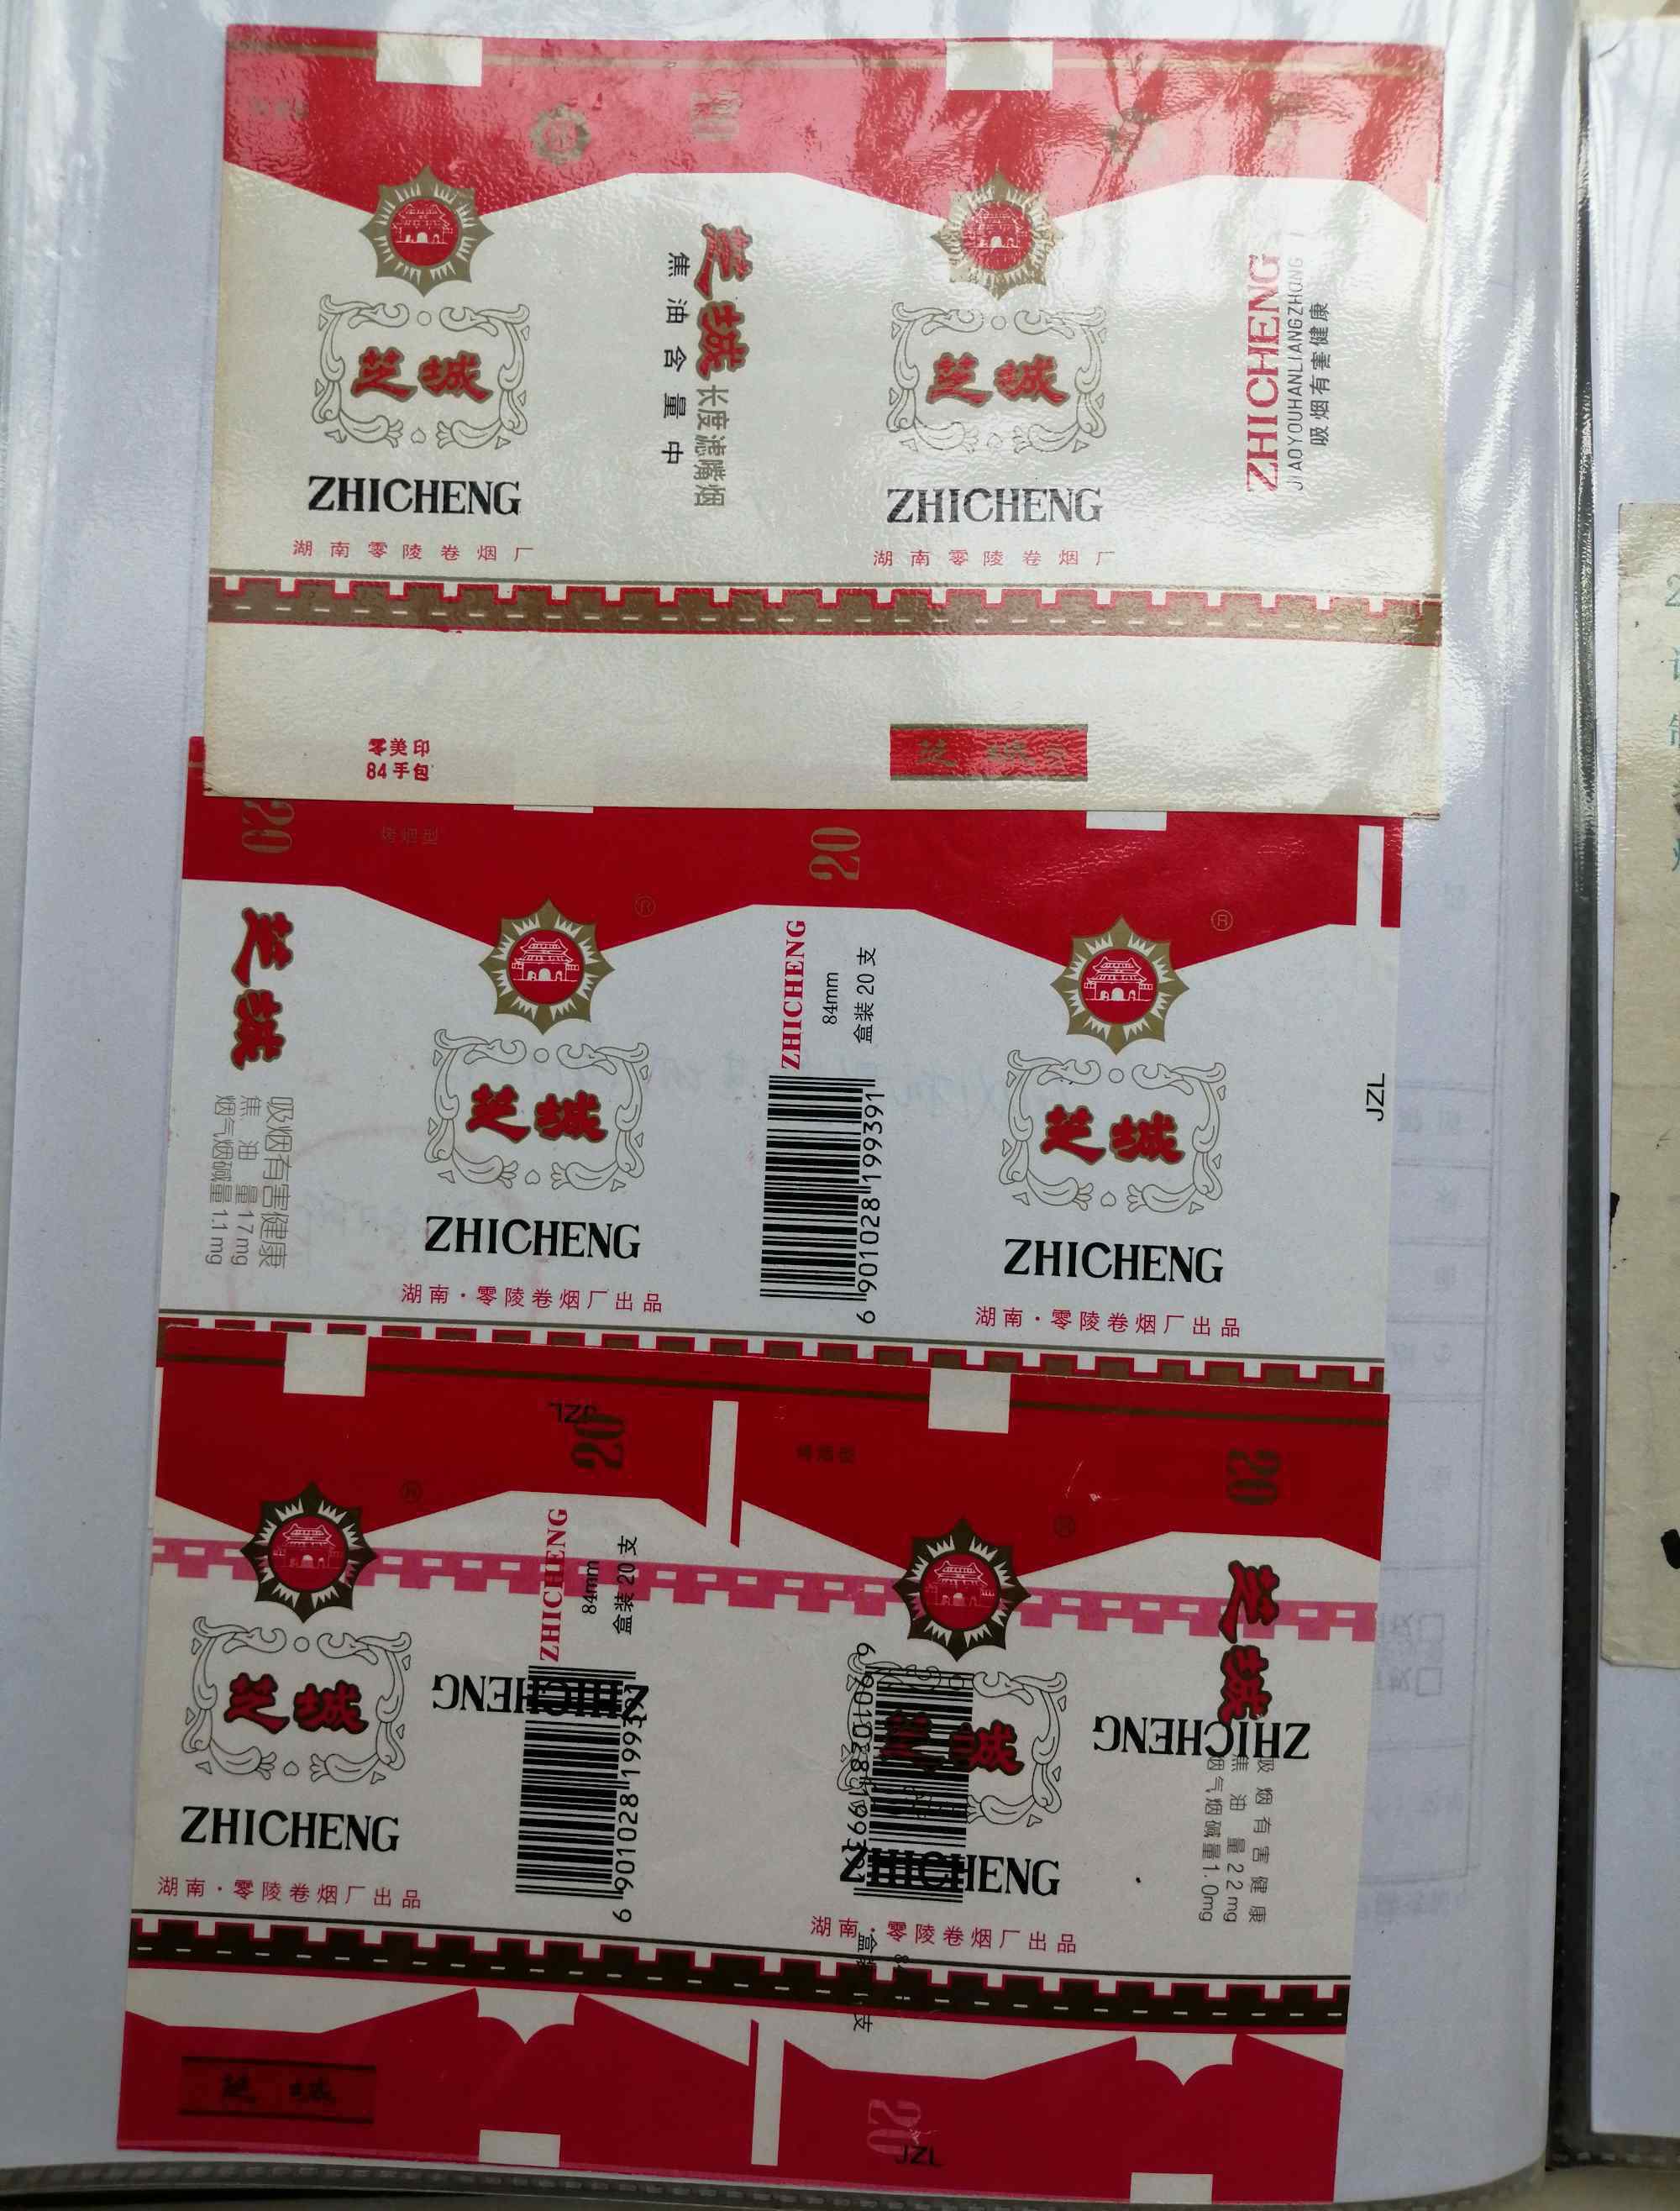 20
芝城
焦油含量中
长度滤嘴烟
芝城
ZHICHENG
湖南零陵卷烟厂
芝城
ZHICHENG
湖南零陵卷烟厂
ZHICHENG
JIAOYOUHANLIANGZHONG
吸烟有害健康
零美印
84手包
芝城
20
20
芝城
吸烟有害健康
焦油量17mg
烟气烟碱量1.1mg
®
芝城
ZHICHENG
湖南·零陵卷烟厂出品
ZHICHENG
84mm
盒装20支
6901028199391
®
芝城
ZHICHENG
湖南·零陵卷烟厂出品
JZL
JZL
20
20
®
芝城
ZHICHENG
湖南·零陵卷烟厂出品
ZHICHENG
84mm
盒装20支
ZHICHENG
®
城
ZHICHENG
湖南·零陵卷烟厂出品
芝城
ZHICHENG
吸烟有害健康
焦油量22mg
烟气烟碱量1.0mg
芝城
20
JZL